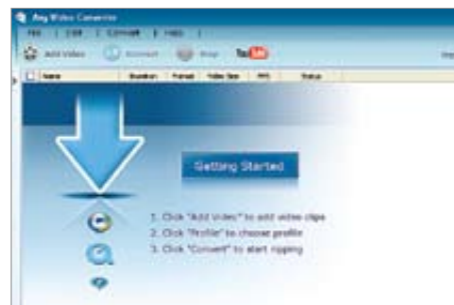 Any Video Converter
File Edit Convert Help
Add Video Convert Stop You Tube
Name Duration Format Video Size FPS Status
Getting Started
1. Click "Add Video" to add video clips
2. Click "Profile" to choose profile
3. Click "Convert" to start ripping